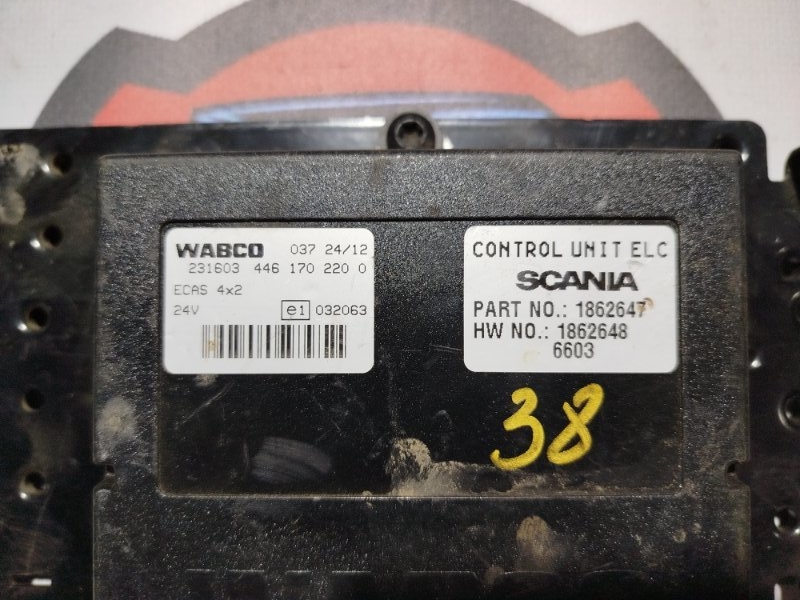 WABCO 037 24/12
231603 446 170 220 0
ECAS 4x2
24V e1 032063
CONTROL UNIT ELC
SCANIA
PART NO.: 1862647
HW NO.: 1862648
6603
38